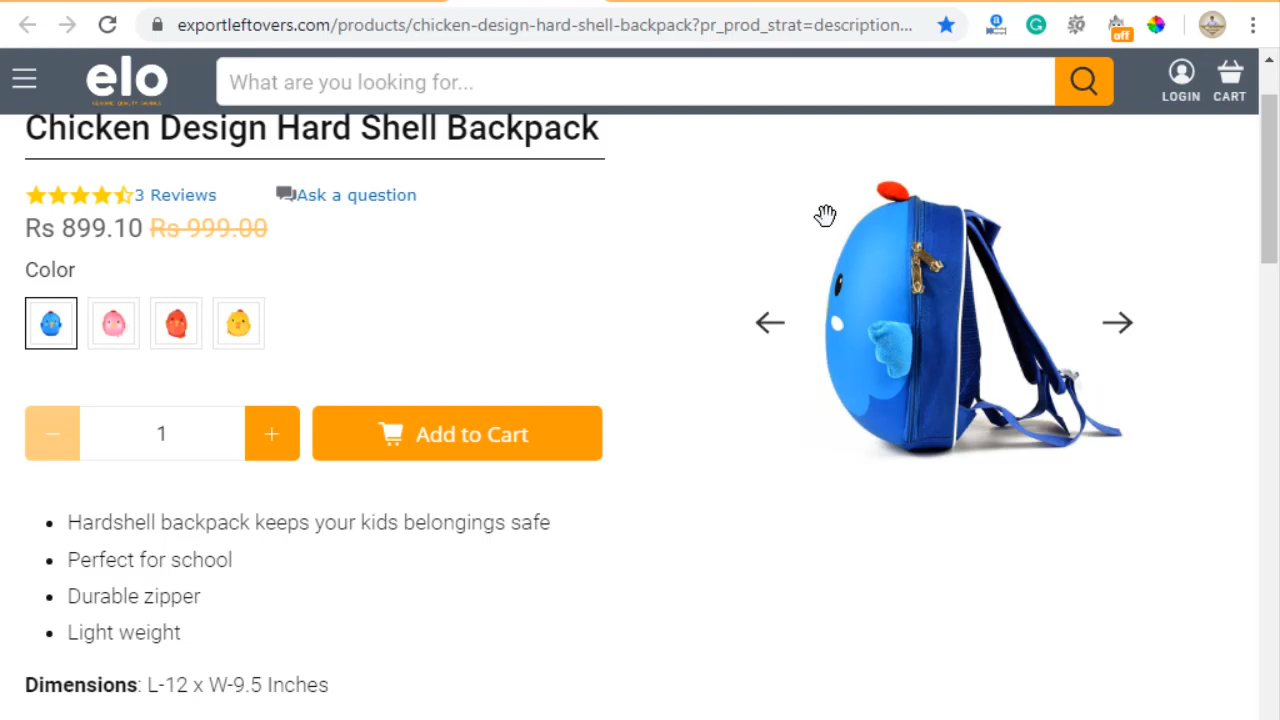 exportleftovers.com/products/chicken-design-hard-shell-backpack?pr_prod_strat=description...
off
elo
What are you looking for...
LOGIN CART
Chicken Design Hard Shell Backpack
3 Reviews Ask a question
Rs 899.10 Rs 999.00
Color
1
Add to Cart
Hardshell backpack keeps your kids belongings safe
Perfect for school
Durable zipper
Light weight
Dimensions: L-12 x W-9.5 Inches